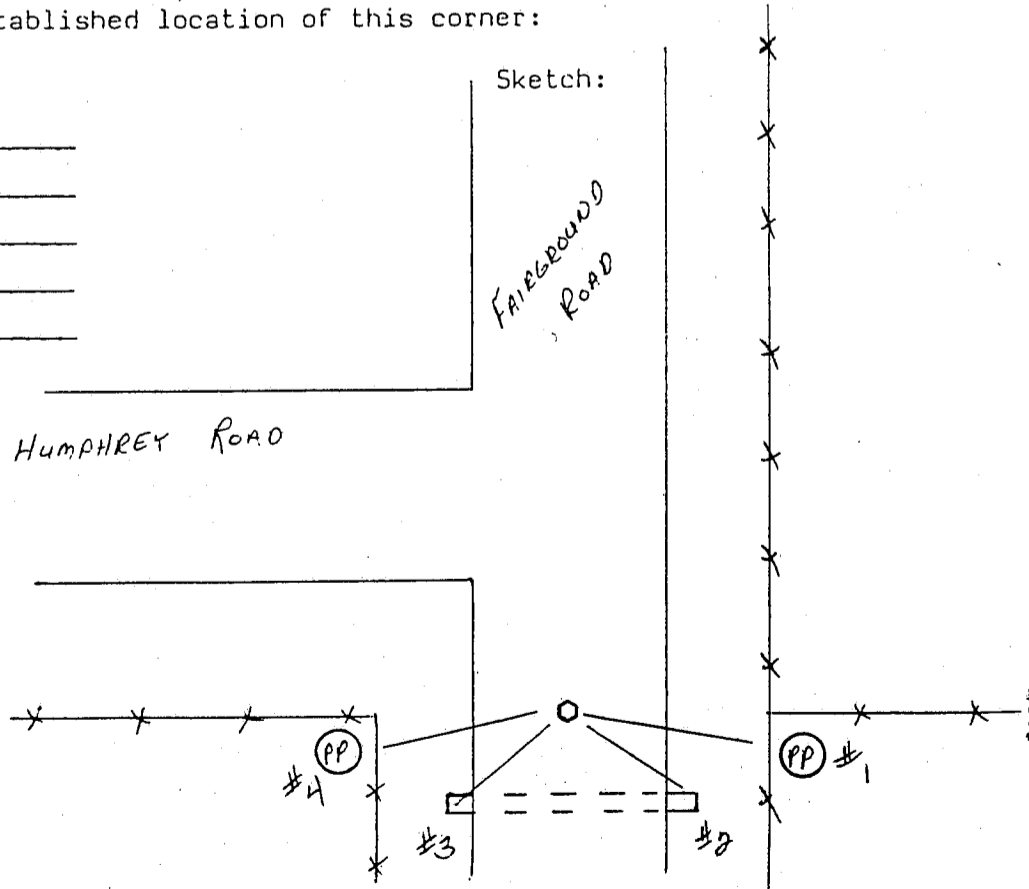 tablished location of this corner:
Sketch:
FAIRGROUND
ROAD
HUMPHREY ROAD
PP
#4
PP #1
#3
#2